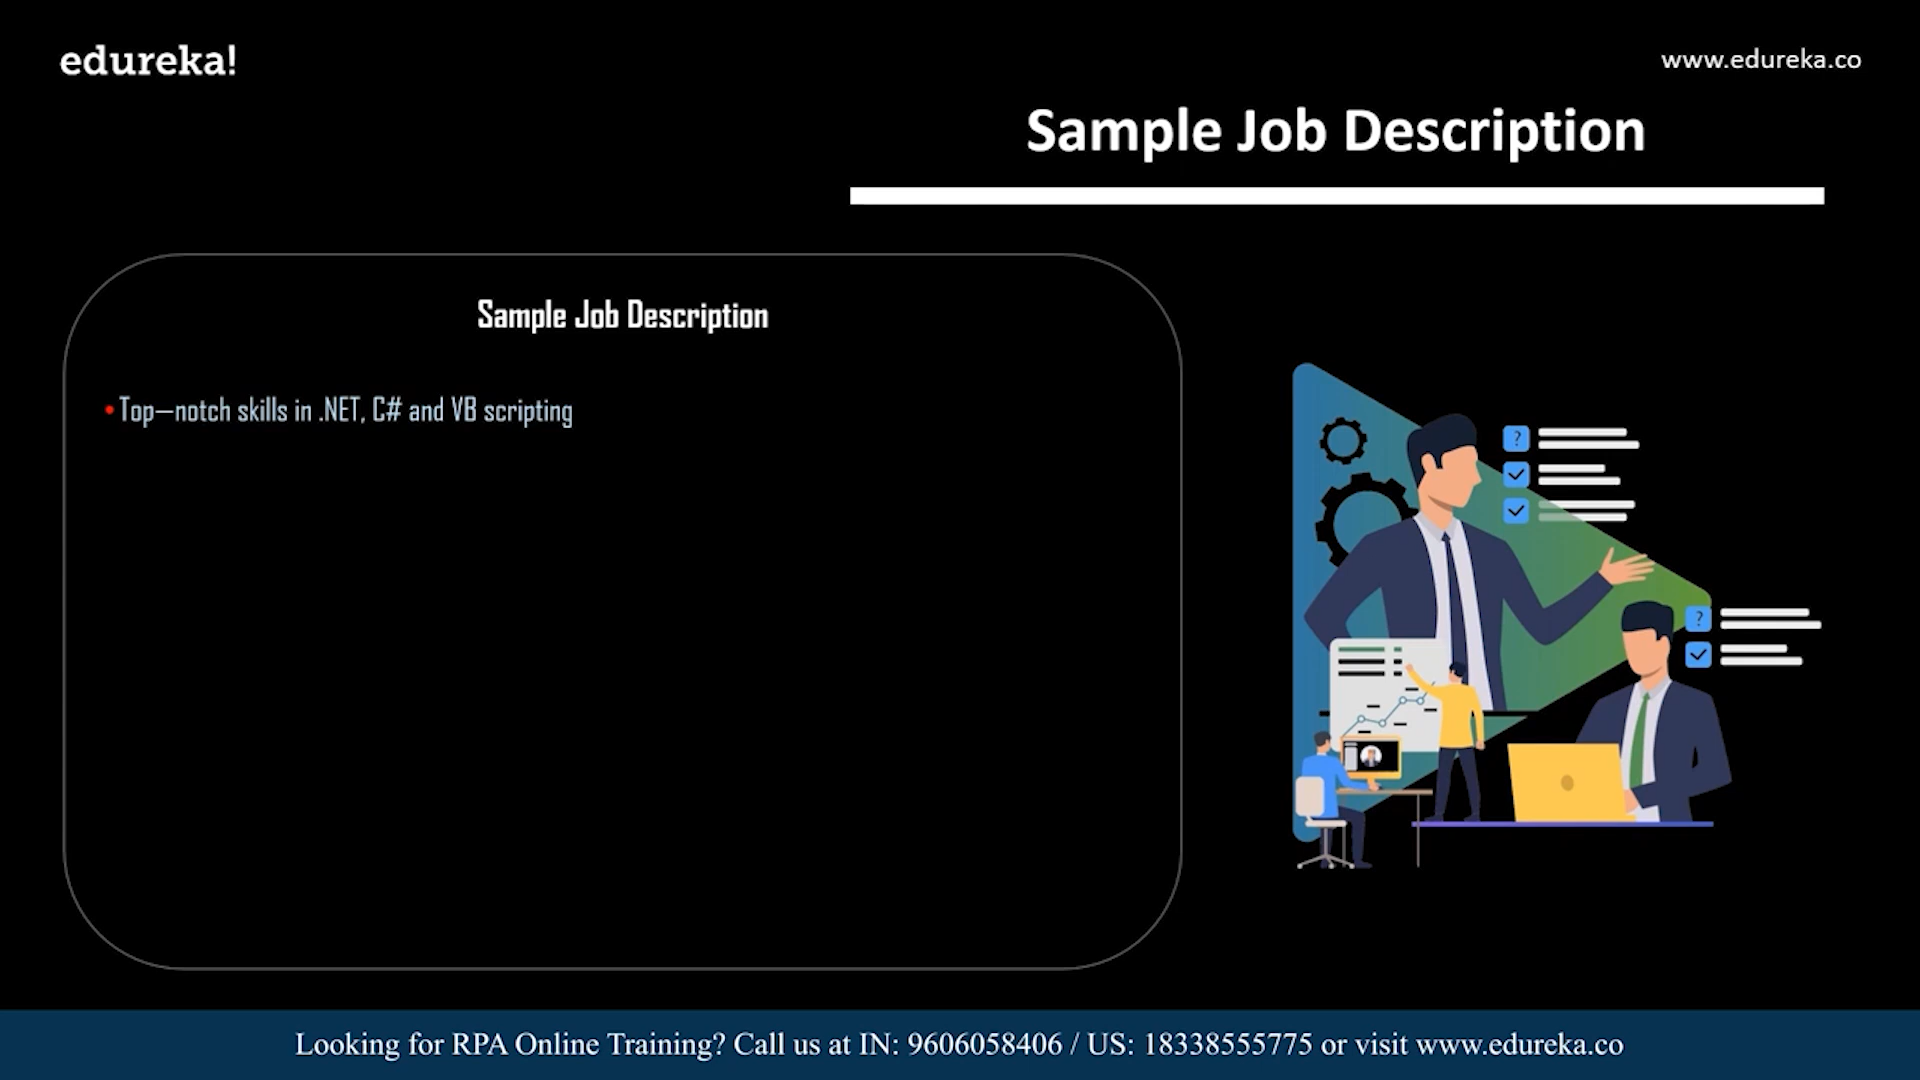 edureka!
www.edureka.co
Sample Job Description
Sample Job Description
• Top—notch skills in .NET, C# and VB scripting
?
?
Looking for RPA Online Training? Call us at IN: 9606058406 / US: 18338555775 or visit www.edureka.co